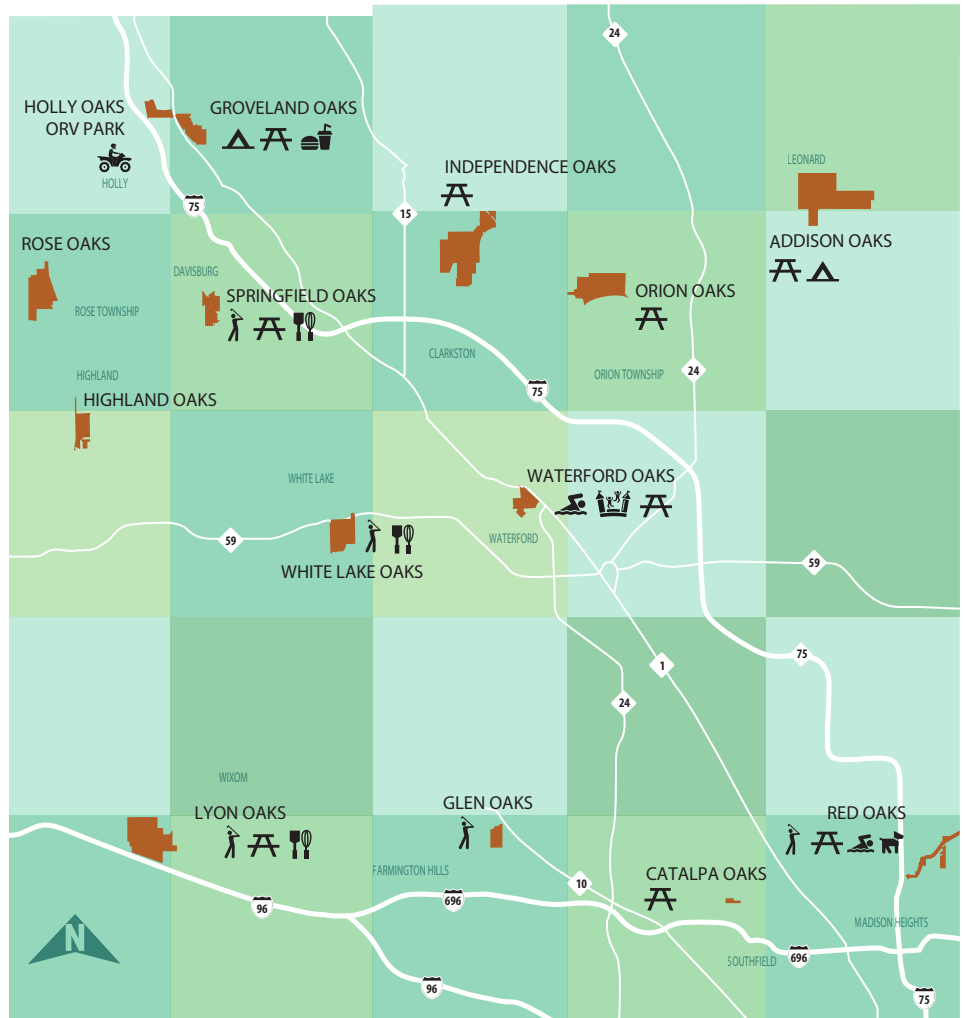 24
HOLLY OAKS
ORV PARK
GROVELAND OAKS
INDEPENDENCE OAKS
LEONARD
HOLLY
75
15
ROSE OAKS
ADDISON OAKS
DAVISBURG
SPRINGFIELD OAKS
ORION OAKS
ROSE TOWNSHIP
CLARKSTON
HIGHLAND
ORION TOWNSHIP
24
75
HIGHLAND OAKS
WHITE LAKE
WATERFORD OAKS
59
WATERFORD
59
WHITE LAKE OAKS
75
1
24
WIXOM
LYON OAKS
GLEN OAKS
RED OAKS
FARMINGTON HILLS
CATALPA OAKS
10
696
96
MADISON HEIGHTS
N
SOUTHFIELD
696
96
75